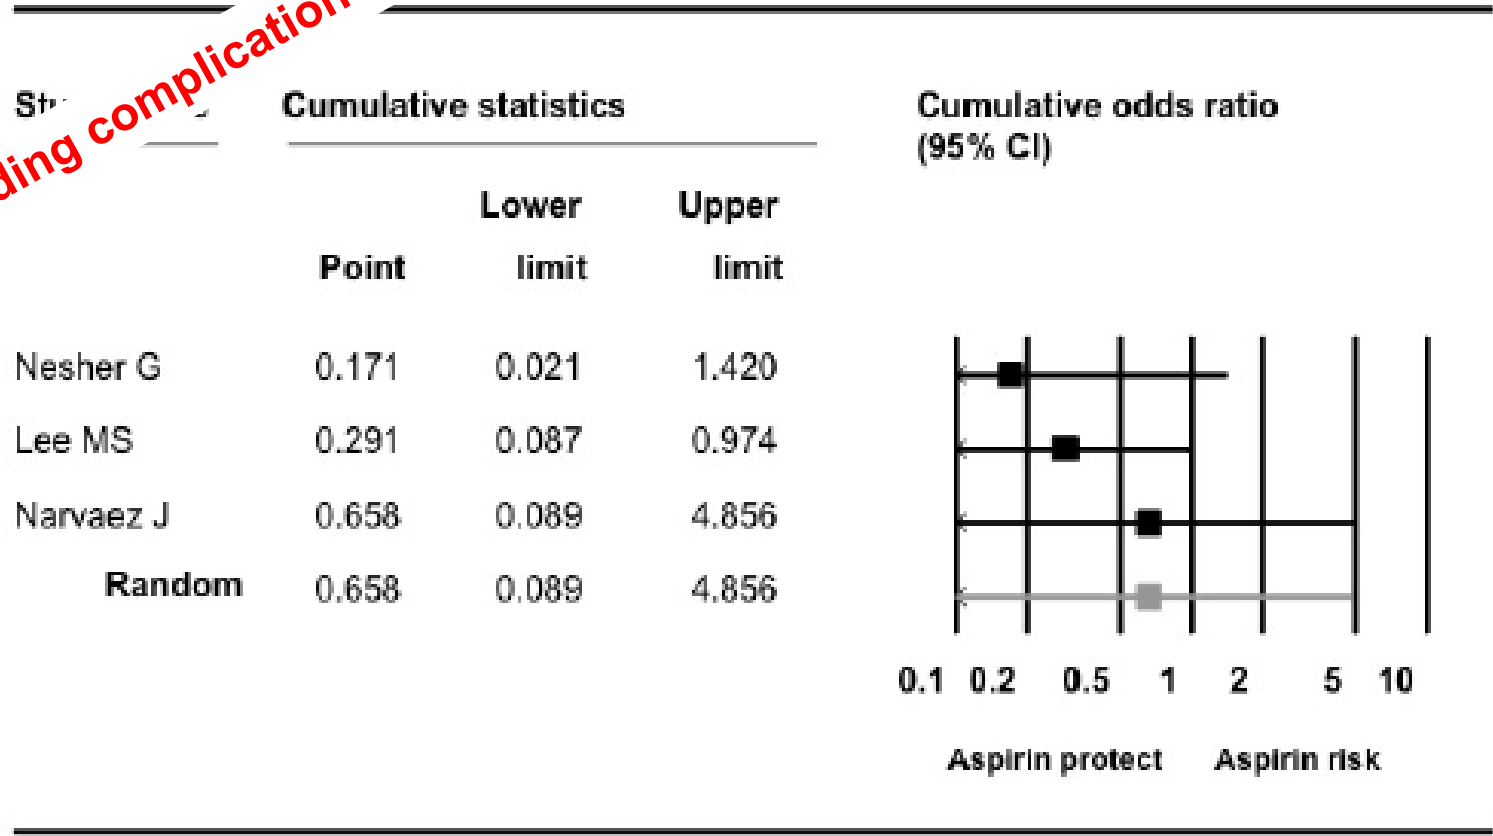 complication
Cumulative statistics
Cumulative odds ratio
(95% CI)
Lower
Upper
Point
limit
limit
Nesher G 0.171 0.021 1.420
Lee MS 0.291 0.087 0.974
Narvaez J 0.658 0.089 4.856
Random 0.658 0.089 4.856
0.1 0.2 0.5 1 2 5 10
Aspirin protect Aspirin risk